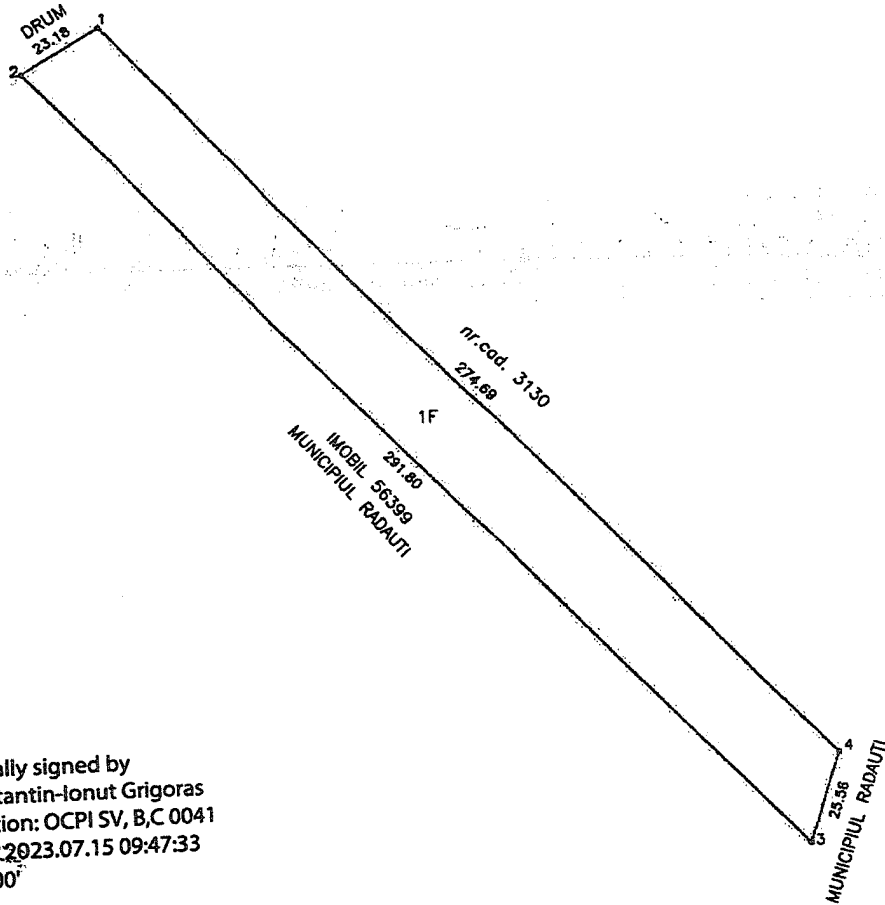 DRUM
23.18
1
2
nr.cad. 3130
274.69
1F
291.80
IMOBIL 56399
MUNICIPIUL RADAUTI
4
25.56
3
MUNICIPIUL RADAUTI
ally signed by
tantin-Ionut Grigoras
tion: OCPI SV, B,C 0041
2023.07.15 09:47:33
00'